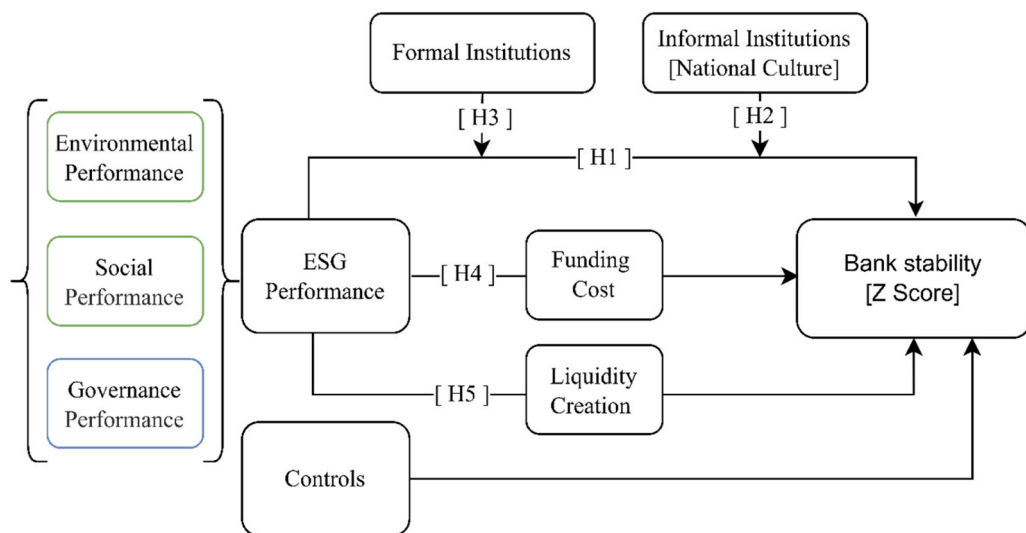 Formal Institutions
Informal Institutions
[National Culture]
[ H3 ]
[ H2 ]
[ H1 ]
Environmental
Performance
Social
Performance
Governance
Performance
ESG
Performance
[ H4 ]
Funding
Cost
Bank stability
[Z Score]
[ H5 ]
Liquidity
Creation
Controls